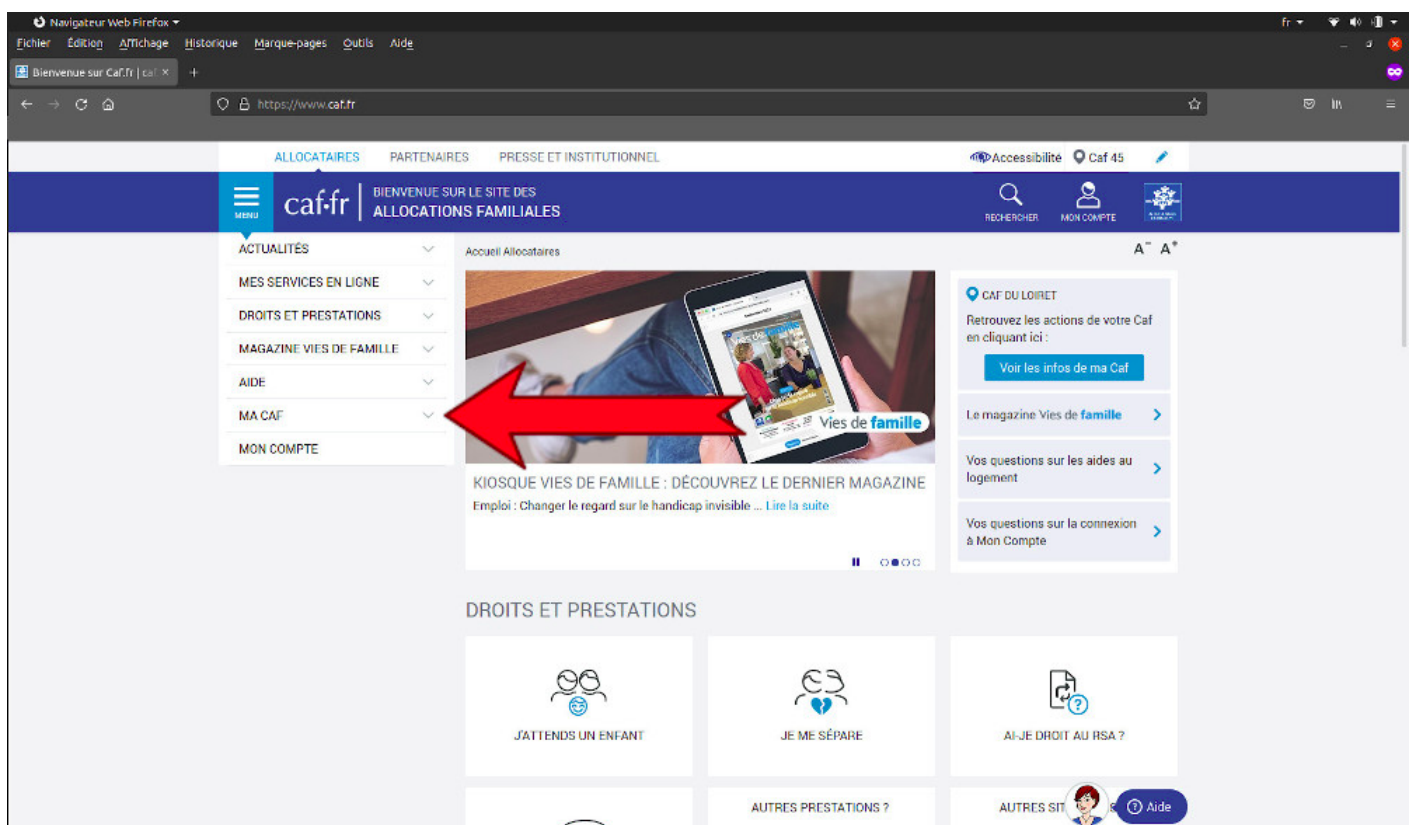 Navigateur Web Firefox
fr
Fichier Édition Affichage Historique Marque-pages Outils Aide
Bienvenue sur Caf.fr | caf
https://www.caf.fr
ALLOCATAIRES PARTENAIRES PRESSE ET INSTITUTIONNEL
Accessibilité Caf 45
MENU
caf·fr
BIENVENUE SUR LE SITE DES
ALLOCATIONS FAMILIALES
RECHERCHER MON COMPTE
ACTUALITÉS
MES SERVICES EN LIGNE
DROITS ET PRESTATIONS
MAGAZINE VIES DE FAMILLE
AIDE
MA CAF
MON COMPTE
Accueil Allocataires
A⁻ A⁺
Vies de famille
KIOSQUE VIES DE FAMILLE : DÉCOUVREZ LE DERNIER MAGAZINE
Emploi : Changer le regard sur le handicap invisible ... Lire la suite
CAF DU LOIRET
Retrouvez les actions de votre Caf
en cliquant ici :
Voir les infos de ma Caf
Le magazine Vies de famille
Vos questions sur les aides au
logement
Vos questions sur la connexion
à Mon Compte
DROITS ET PRESTATIONS
J'ATTENDS UN ENFANT
JE ME SÉPARE
AI-JE DROIT AU RSA ?
AUTRES PRESTATIONS ?
AUTRES SIT
Aide